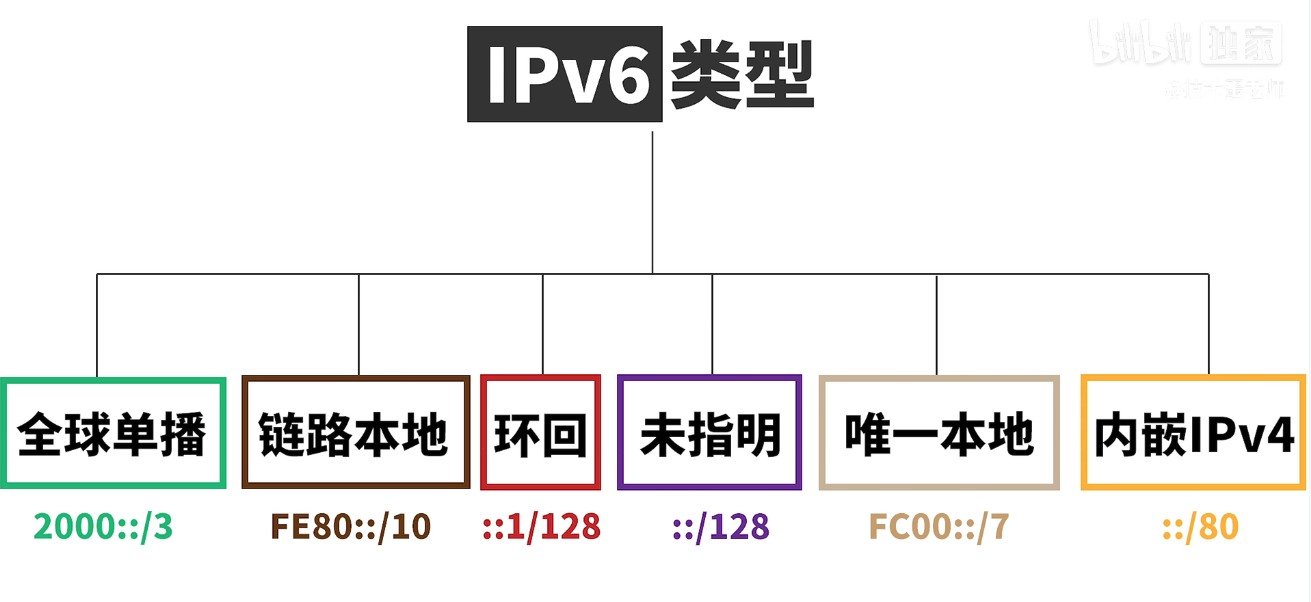 IPv6类型
bilibili 独家
全球单播
链路本地
环回
未指明
唯一本地
内嵌IPv4
2000::/3
FE80::/10
::1/128
::/128
FC00::/7
::/80